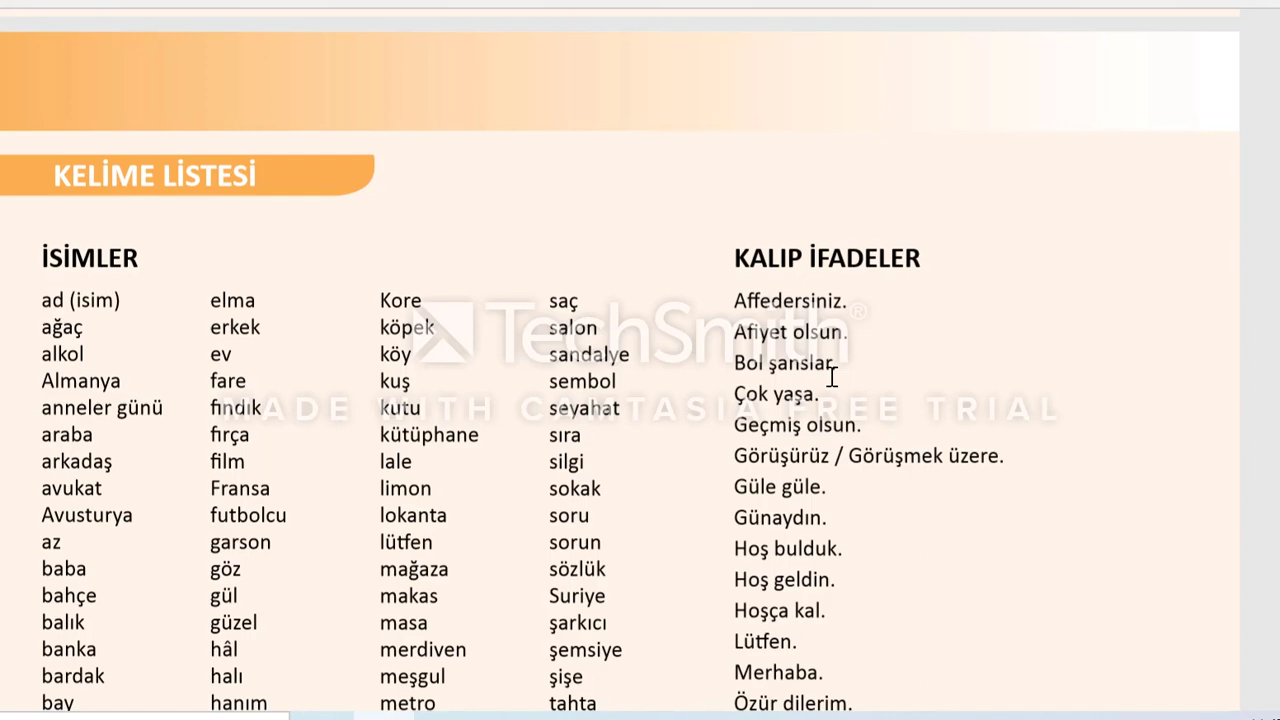 KELİME LİSTESİ
İSİMLER
ad (isim)
ağaç
alkol
Almanya
anneler günü
araba
arkadaş
avukat
Avusturya
az
baba
bahçe
balık
banka
bardak
bay
elma
erkek
ev
fare
fındık
fırça
film
Fransa
futbolcu
garson
göz
gül
güzel
hâl
halı
hanım
Kore
köpek
köy
kuş
kutu
kütüphane
lale
limon
lokanta
lütfen
mağaza
makas
masa
merdiven
meşgul
metro
saç
salon
sandalye
sembol
seyahat
sıra
silgi
sokak
soru
sorun
sözlük
Suriye
şarkıcı
şemsiye
şişe
tahta
KALIP İFADELER
Affedersiniz.
Afiyet olsun.
Bol şanslar.
Çok yaşa.
Geçmiş olsun.
Görüşürüz / Görüşmek üzere.
Güle güle.
Günaydın.
Hoş bulduk.
Hoş geldin.
Hoşça kal.
Lütfen.
Merhaba.
Özür dilerim.
TechSmith®
MADE WITH CAMTASIA FREE TRIAL